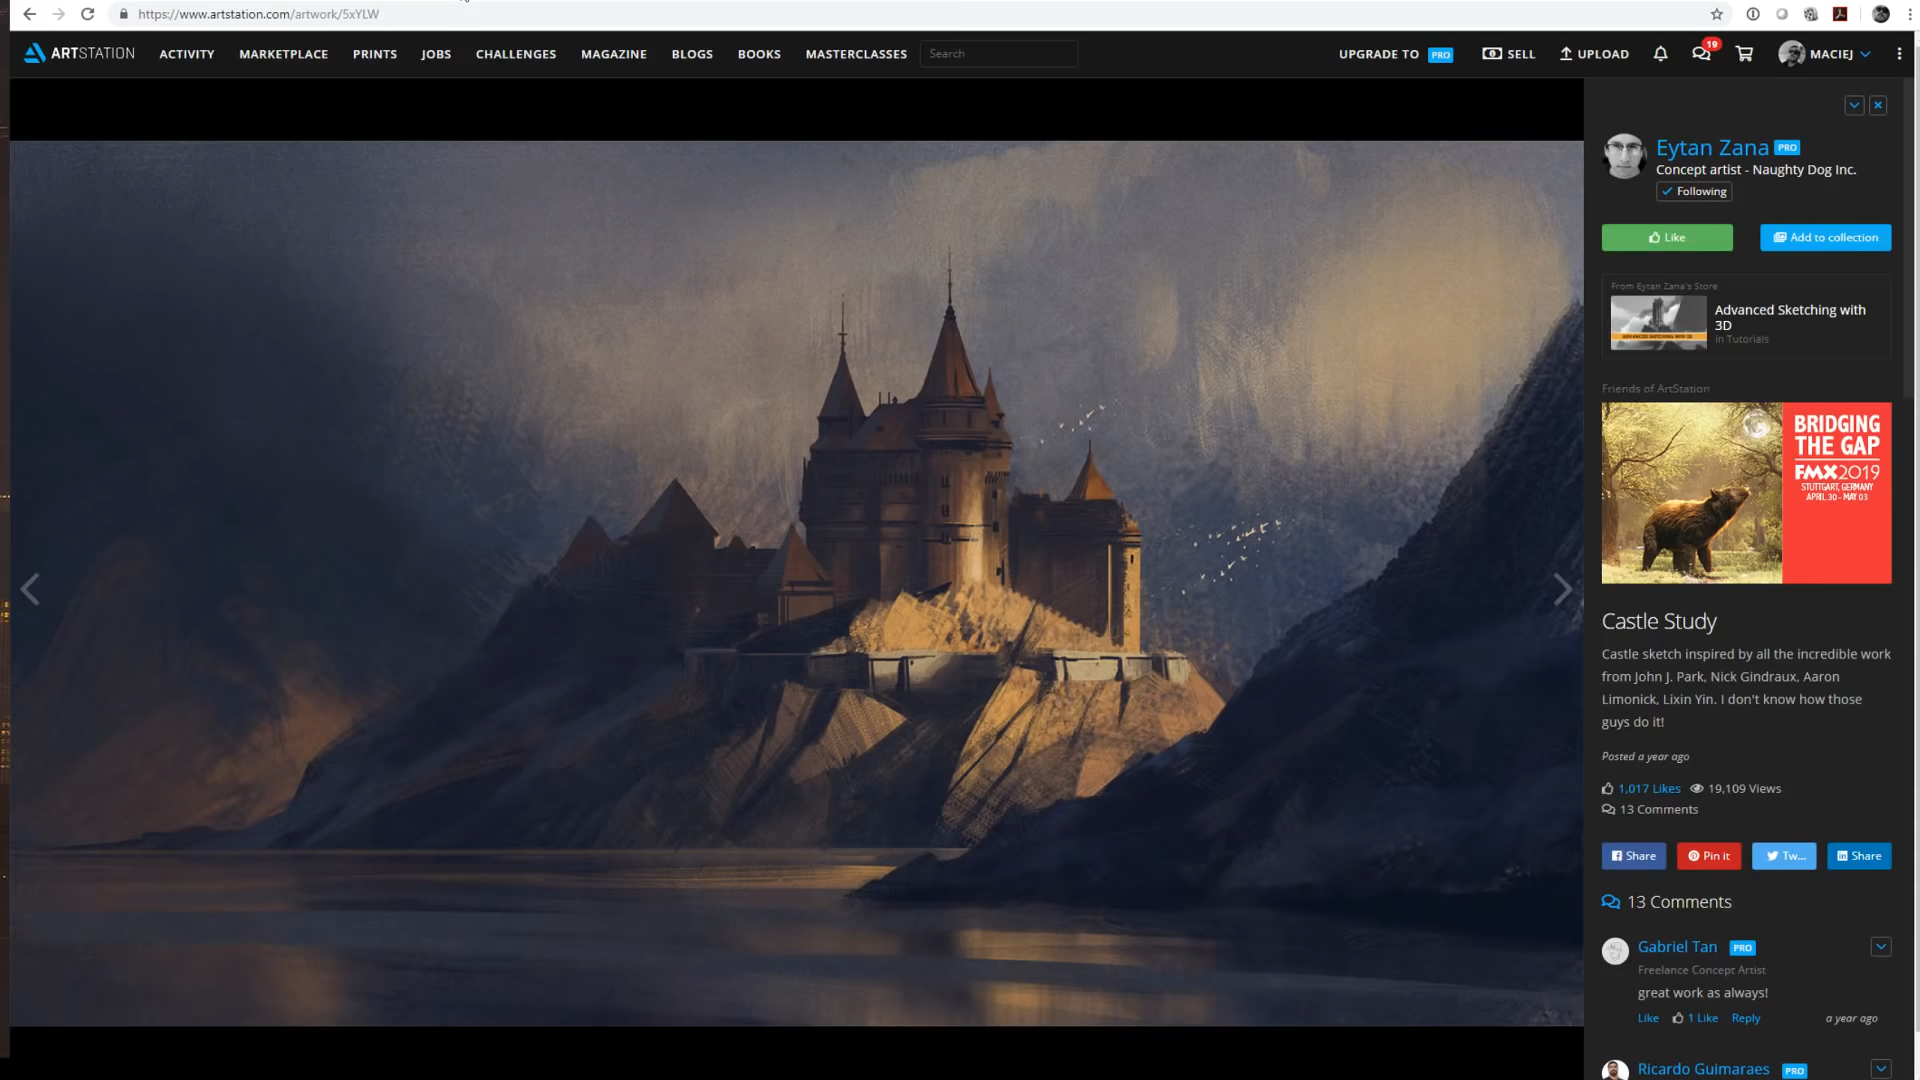 https://www.artstation.com/artwork/5xYLW
ARTSTATION ACTIVITY MARKETPLACE PRINTS JOBS CHALLENGES MAGAZINE BLOGS BOOKS MASTERCLASSES Search UPGRADE TO PRO SELL UPLOAD 19 MACIEJ
Eytan Zana PRO
Concept artist - Naughty Dog Inc.
Following
Like Add to collection
From Eytan Zana's Store
Advanced Sketching with
3D
in Tutorials
ADVANCED SKETCHING WITH 3D
Friends of ArtStation
BRIDGING
THE GAP
FMX2019
STUTTGART, GERMANY
APRIL 30 - MAY 03
Castle Study
Castle sketch inspired by all the incredible work
from John J. Park, Nick Gindraux, Aaron
Limonick, Lixin Yin. I don't know how those
guys do it!
Posted a year ago
1,017 Likes 19,109 Views
13 Comments
Share Pin it Tw... Share
13 Comments
Gabriel Tan PRO
Freelance Concept Artist
great work as always!
Like 1 Like Reply a year ago
Ricardo Guimaraes PRO